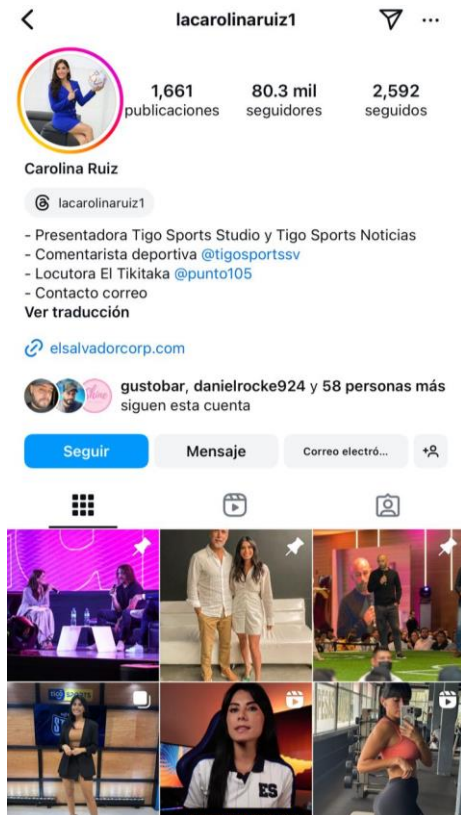 lacarolinaruiz1
1,661 80.3 mil 2,592
publicaciones seguidores seguidos
Carolina Ruiz
lacarolinaruiz1
- Presentadora Tigo Sports Studio y Tigo Sports Noticias
- Comentarista deportiva @tigosportssv
- Locutora El Tikitaka @punto105
- Contacto correo
Ver traducción
elsalvadorcorp.com
gustobar, danielrocke924 y 58 personas más
siguen esta cuenta
Seguir Mensaje Correo electró...
ES